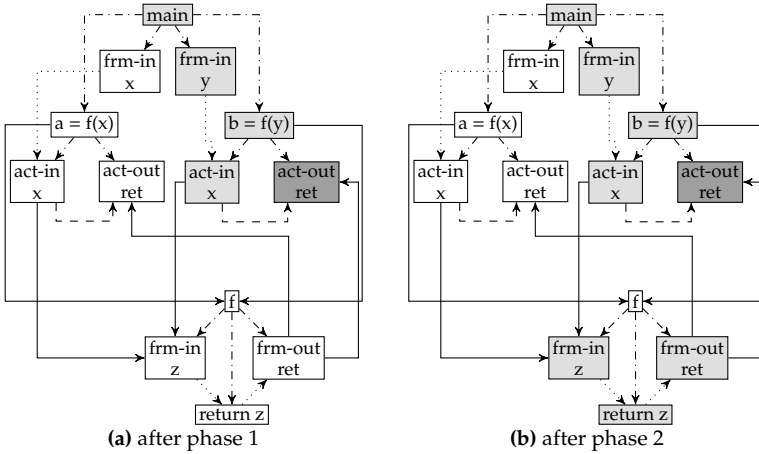 main
frm-in
x
frm-in
y
a = f(x)
b = f(y)
act-in
x
act-out
ret
act-in
x
act-out
ret
f
frm-in
z
frm-out
ret
return z
(a) after phase 1
main
frm-in
x
frm-in
y
a = f(x)
b = f(y)
act-in
x
act-out
ret
act-in
x
act-out
ret
f
frm-in
z
frm-out
ret
return z
(b) after phase 2